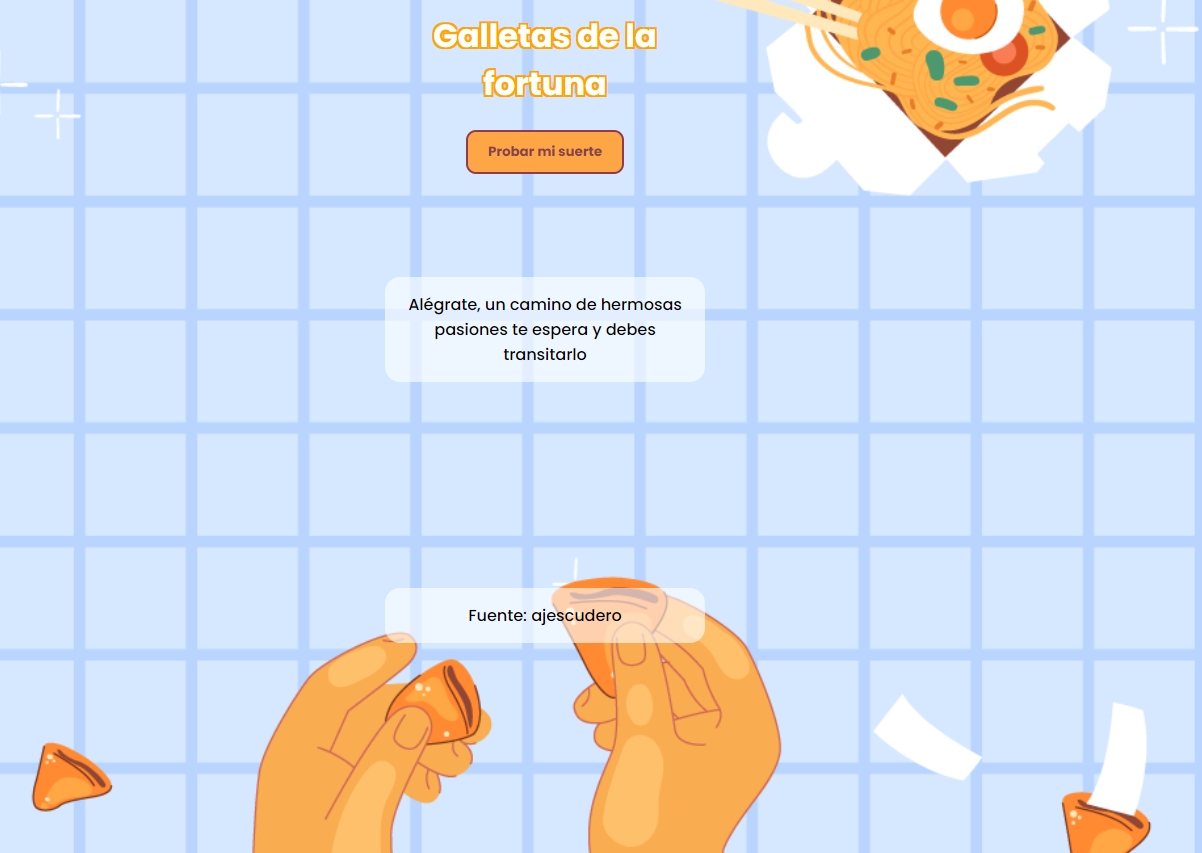 Galletas de la
fortuna
Probar mi suerte
Alégrate, un camino de hermosas
pasiones te espera y debes
transitarlo
Fuente: ajescudero